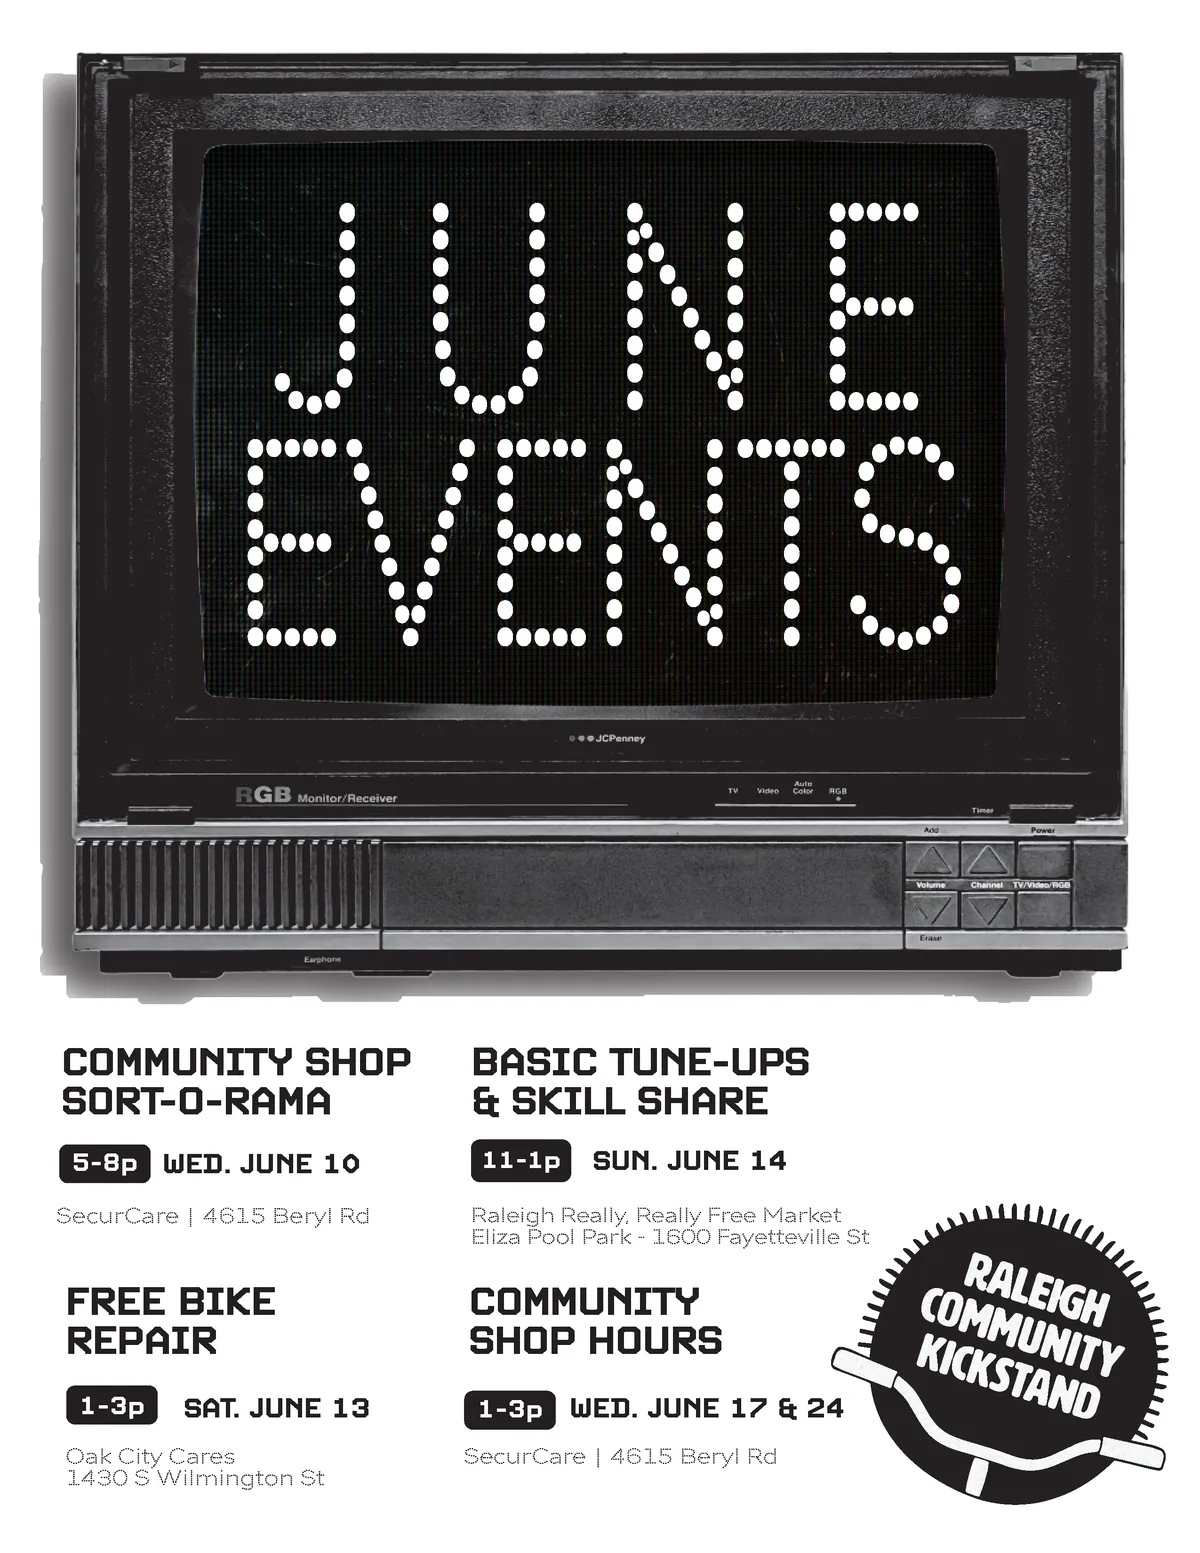 JUNE
EVENTS
JCPenney
RGB Monitor/Receiver
TV Video Auto Color RGB
Timer
Add
Power
Volume Channel TV/Video/RGB
Erase
Earphone
COMMUNITY SHOP
SORT-O-RAMA
5-8p WED. JUNE 10
SecurCare | 4615 Beryl Rd
BASIC TUNE-UPS
& SKILL SHARE
11-1p SUN. JUNE 14
Raleigh Really, Really Free Market
Eliza Pool Park - 1600 Fayetteville St
FREE BIKE
REPAIR
1-3p SAT. JUNE 13
Oak City Cares
1430 S Wilmington St
COMMUNITY
SHOP HOURS
1-3p WED. JUNE 17 & 24
SecurCare | 4615 Beryl Rd
RALEIGH
COMMUNITY
KICKSTAND